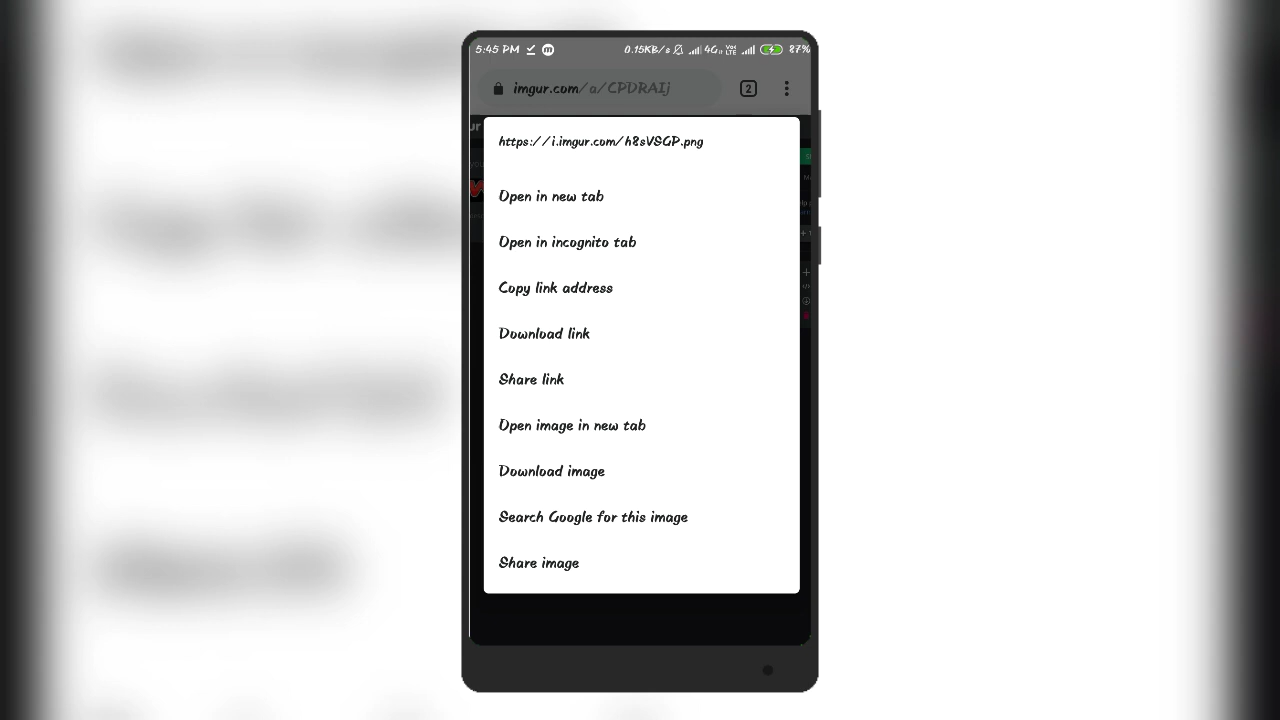 5:45 PM
0.15KB/s 4G Vo) LTE 87%
imgur.com/a/CPDRAIj
2
https://i.imgur.com/h8sVSGP.png
Open in new tab
Open in incognito tab
Copy link address
Download link
Share link
Open image in new tab
Download image
Search Google for this image
Share image